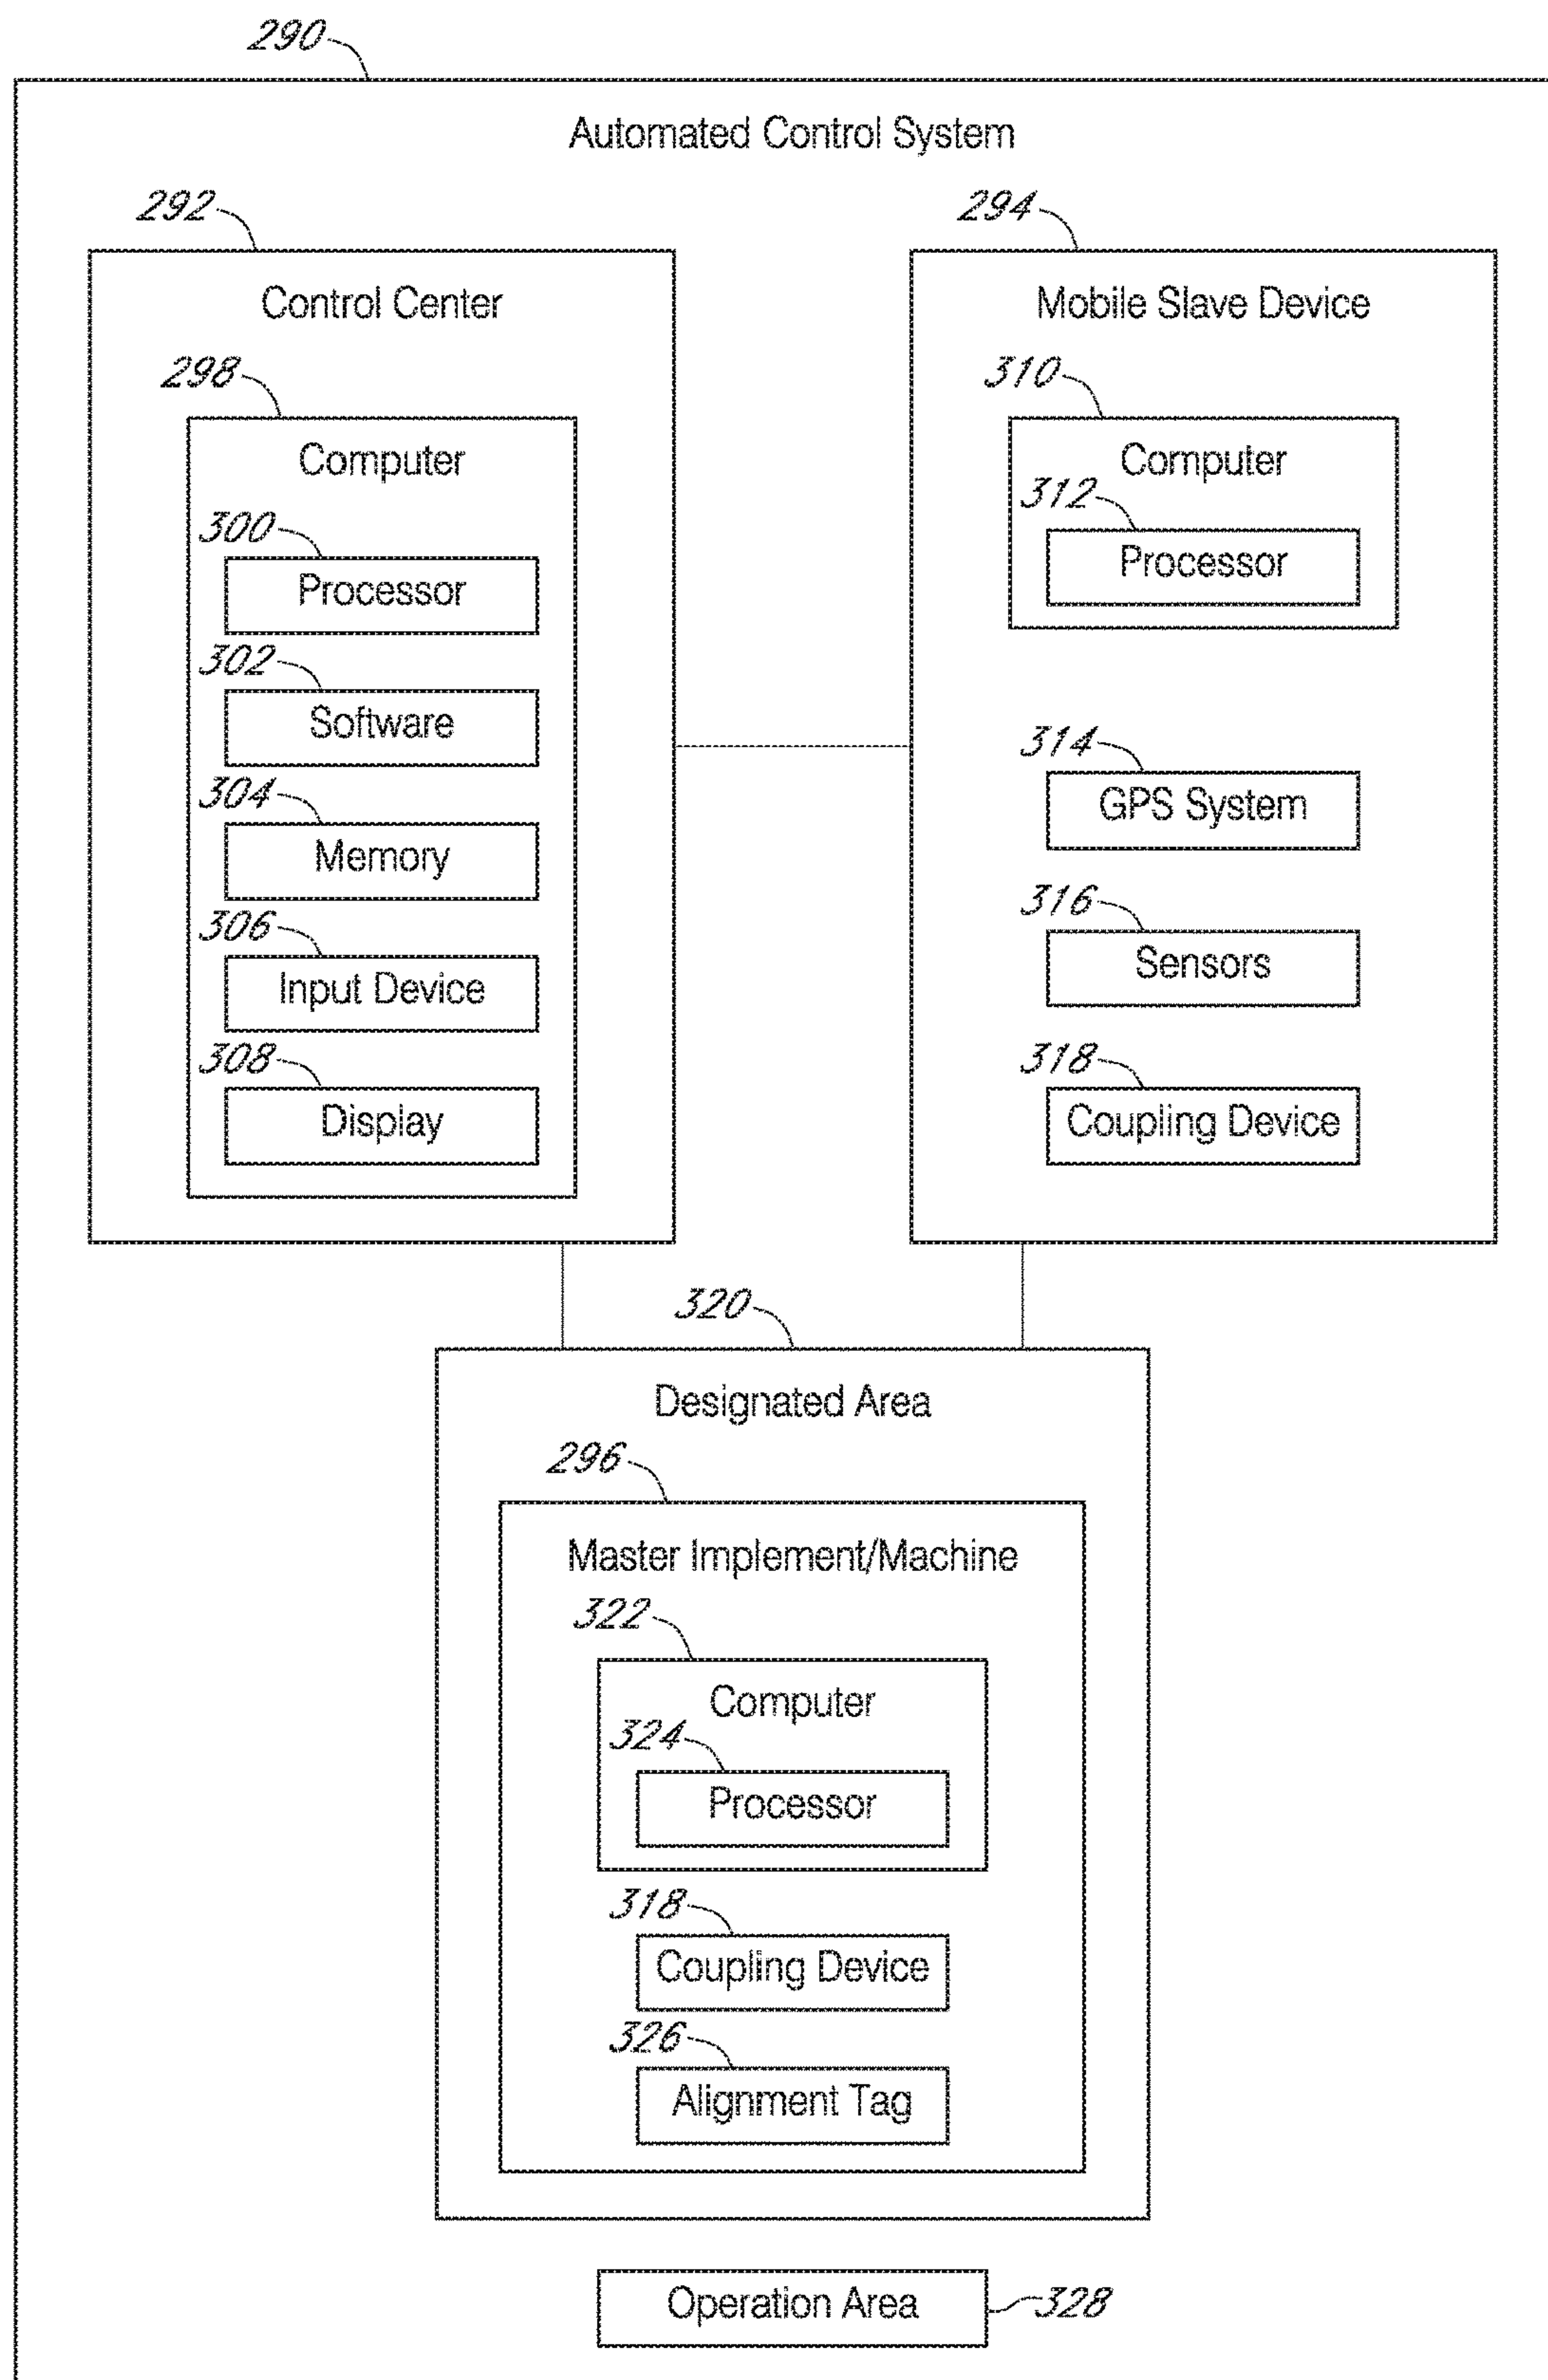 290
Automated Control System
292
Control Center
298
Computer
300
Processor
302
Software
304
Memory
306
Input Device
308
Display
294
Mobile Slave Device
310
Computer
312
Processor
314
GPS System
316
Sensors
318
Coupling Device
320
Designated Area
296
Master Implement/Machine
322
Computer
324
Processor
318
Coupling Device
326
Alignment Tag
Operation Area
328